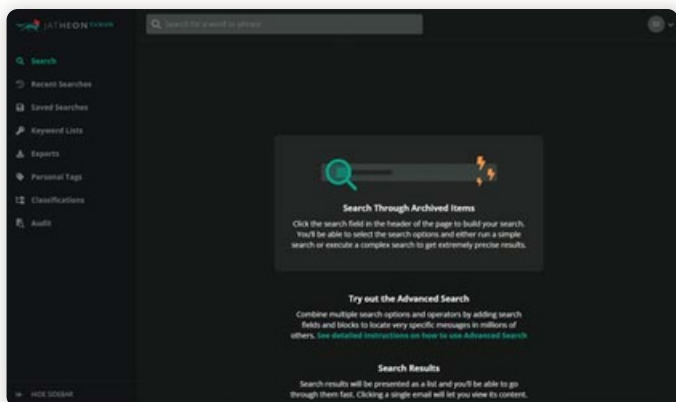 JATHEON CLOUD
Search for a word or phrase
Search
Recent Searches
Saved Searches
Keyword Lists
Exports
Personal Tags
Classifications
Audit
Search Through Archived Items
Click the search field in the header of the page to build your search.
You'll be able to select the search options and either run a simple
search or execute a complex search to get extremely precise results.
Try out the Advanced Search
Combine multiple search options and operators by adding search
fields and blocks to locate very specific messages in millions of
others. See detailed instructions on how to use Advanced Search
Search Results
Search results will be presented as a list and you'll be able to go
through them fast. Clicking a single email will let you view its content.
HIDE SIDEBAR